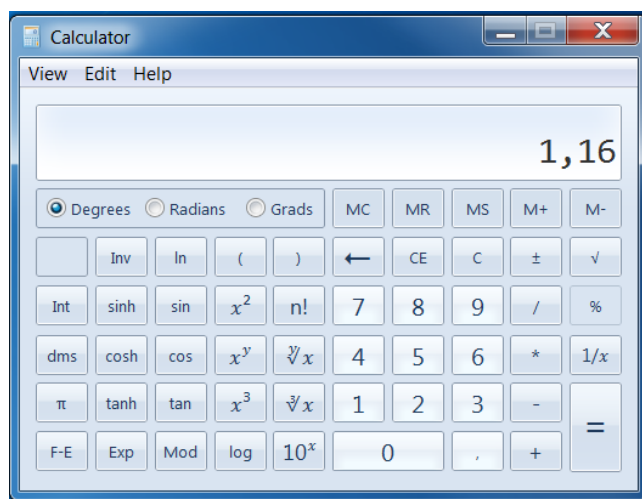 Calculator
View Edit Help
1,16
Degrees Radians Grads MC MR MS M+ M-
Inv ln ( ) ← CE C ± √
Int sinh sin x² n! 7 8 9 / %
dms cosh cos xʸ ʸ√x 4 5 6 * 1/x
π tanh tan x³ ³√x 1 2 3 - =
F-E Exp Mod log 10ˣ 0 , +